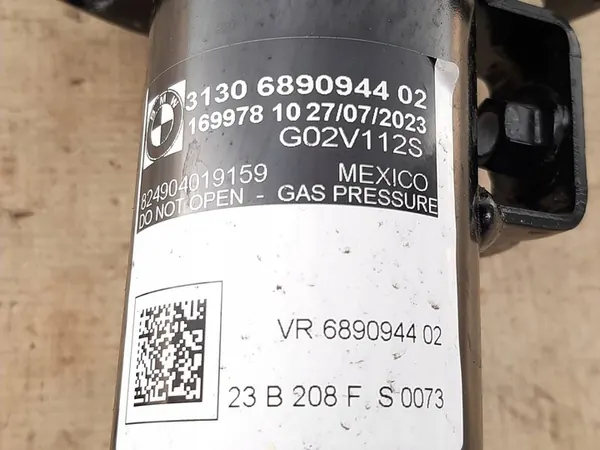 BMW
3130 6890944 02
169978 10 27/07/2023
G02V112S
824904019159 MEXICO
DO NOT OPEN - GAS PRESSURE
VR 6890944 02
23 B 208 F S 0073